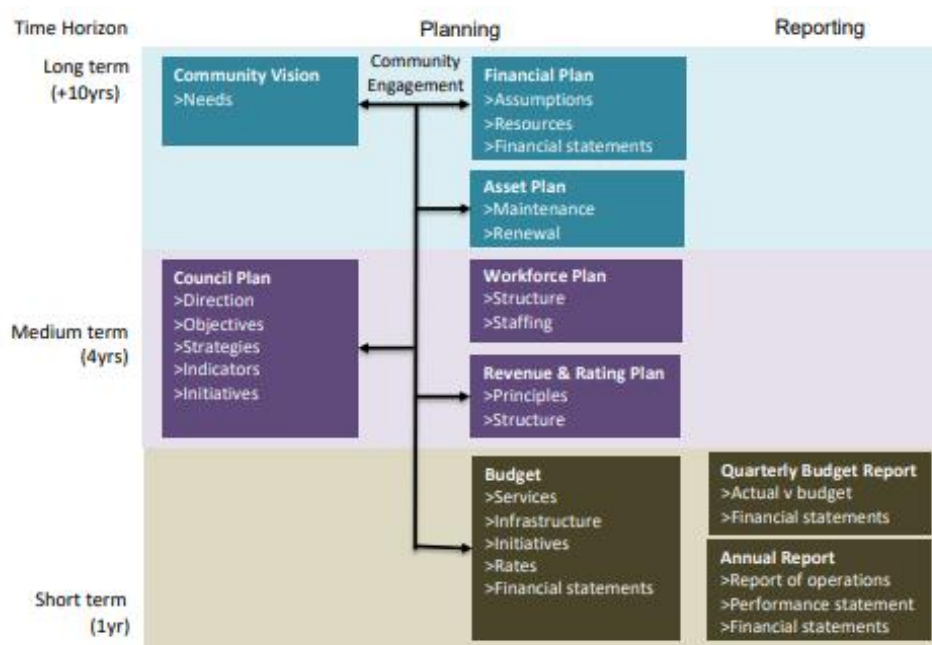 Time Horizon
Planning
Reporting
Long term
(+10yrs)
Community Vision
>Needs
Community
Engagement
Financial Plan
>Assumptions
>Resources
>Financial statements
Asset Plan
>Maintenance
>Renewal
Medium term
(4yrs)
Council Plan
>Direction
>Objectives
>Strategies
>Indicators
>Initiatives
Workforce Plan
>Structure
>Staffing
Revenue & Rating Plan
>Principles
>Structure
Short term
(1yr)
Budget
>Services
>Infrastructure
>Initiatives
>Rates
>Financial statements
Quarterly Budget Report
>Actual v budget
>Financial statements
Annual Report
>Report of operations
>Performance statement
>Financial statements